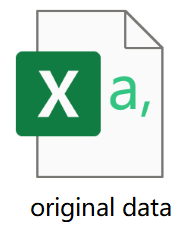 X a,
original data